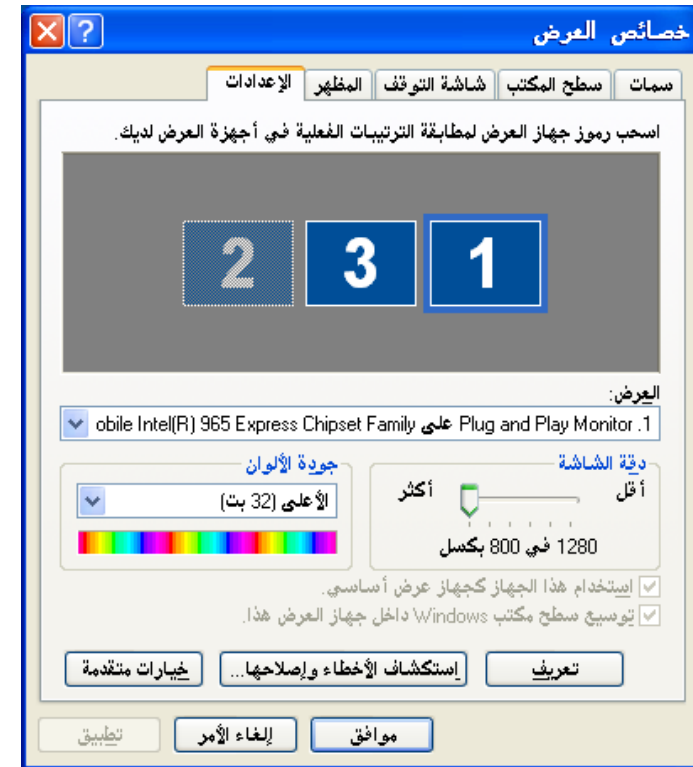 خصائص العرض
سمات سطح المكتب شاشة التوقف المظهر الإعدادات
اسحب رموز جهاز العرض لمطابقة الترتيبات الفعلية في أجهزة العرض لديك.
1 3 2
العرض:
1. Plug and Play Monitor على obile Intel(R) 965 Express Chipset Family
دقة الشاشة
أقل أكثر
1280 في 800 بكسل
جودة الألوان
الأعلى (32 بت)
إستخدام هذا الجهاز كجهاز عرض أساسي.
توسيع سطح مكتب Windows داخل جهاز العرض هذا.
تعريف إستكشاف الأخطاء وإصلاحها... خيارات متقدمة
موافق إلغاء الأمر تطبيق